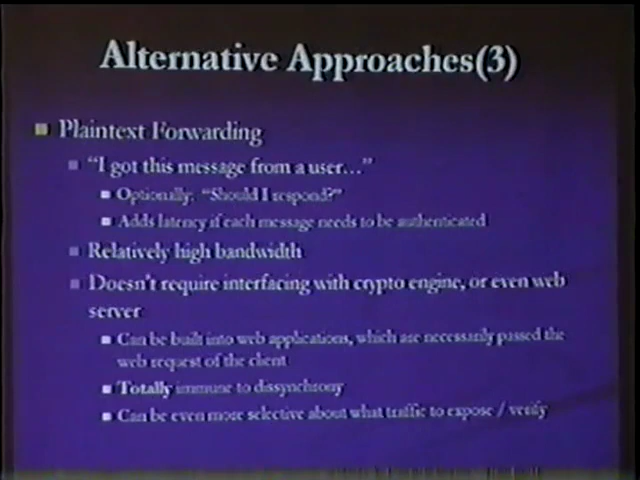 Alternative Approaches(3)
Plaintext Forwarding
"I got this message from a user…"
Optionally: "Should I respond?"
Adds latency if each message needs to be authenticated
Relatively high bandwidth
Doesn't require interfacing with crypto engine, or even web
server
Can be built into web applications, which are necessarily passed the
web request of the client
Totally immune to dissynchrony
Can be even more selective about what traffic to expose / verify